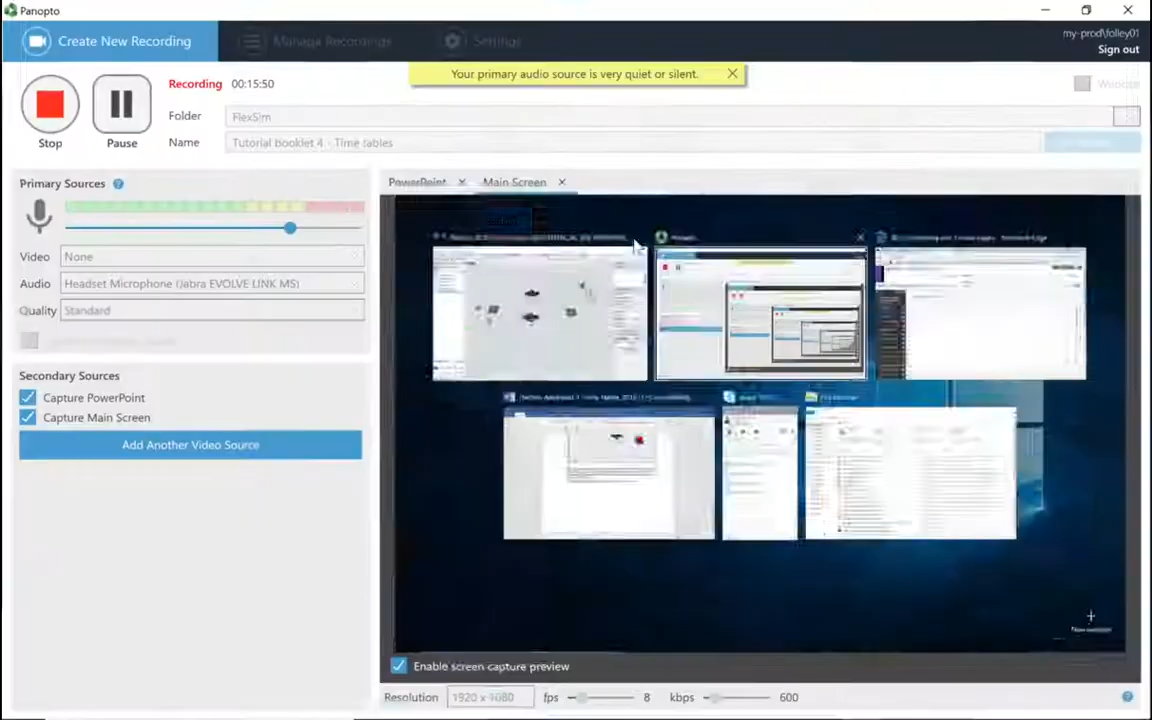 Panopto
Create New Recording
Manage Recordings
Settings
my-prod\folley01
Sign out
Your primary audio source is very quiet or silent.
Recording 00:15:50
Folder FlexSim
Name Tutorial booklet 4 - Time tables
Stop
Pause
Primary Sources
Video None
Audio Headset Microphone (Jabra EVOLVE LINK MS)
Quality Standard
Secondary Sources
Capture PowerPoint
Capture Main Screen
Add Another Video Source
PowerPoint
Main Screen
Enable screen capture preview
Resolution 1920 x 1080 fps 8 kbps 600